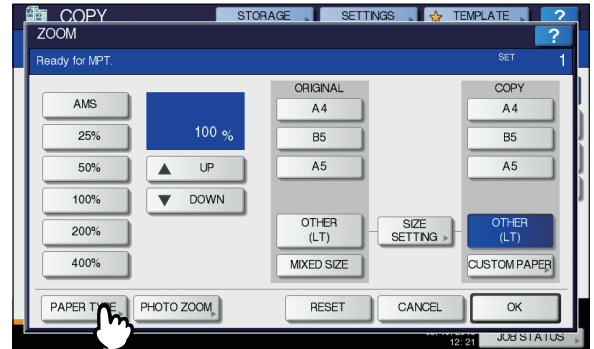 COPY
STORAGE
SETTINGS
TEMPLATE
?
ZOOM
?
Ready for MPT.
SET 1
ORIGINAL
COPY
AMS
25%
50%
100%
200%
400%
100 %
UP
DOWN
A4
B5
A5
OTHER
(LT)
MIXED SIZE
SIZE
SETTING
A4
B5
A5
OTHER
(LT)
CUSTOM PAPER
PAPER TYPE
PHOTO ZOOM
RESET
CANCEL
OK
12: 21
JOB STATUS